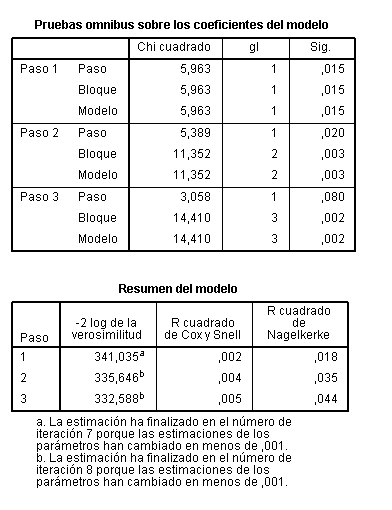 Pruebas omnibus sobre los coeficientes del modelo
Chi cuadrado gl Sig.
Paso 1 Paso 5,963 1 ,015
Bloque 5,963 1 ,015
Modelo 5,963 1 ,015
Paso 2 Paso 5,389 1 ,020
Bloque 11,352 2 ,003
Modelo 11,352 2 ,003
Paso 3 Paso 3,058 1 ,080
Bloque 14,410 3 ,002
Modelo 14,410 3 ,002
Resumen del modelo
Paso -2 log de la verosimilitud R cuadrado de Cox y Snell R cuadrado de Nagelkerke
1 341,035a ,002 ,018
2 335,646b ,004 ,035
3 332,588b ,005 ,044
a. La estimación ha finalizado en el número de
iteración 7 porque las estimaciones de los
parámetros han cambiado en menos de ,001.
b. La estimación ha finalizado en el número de
iteración 8 porque las estimaciones de los
parámetros han cambiado en menos de ,001.